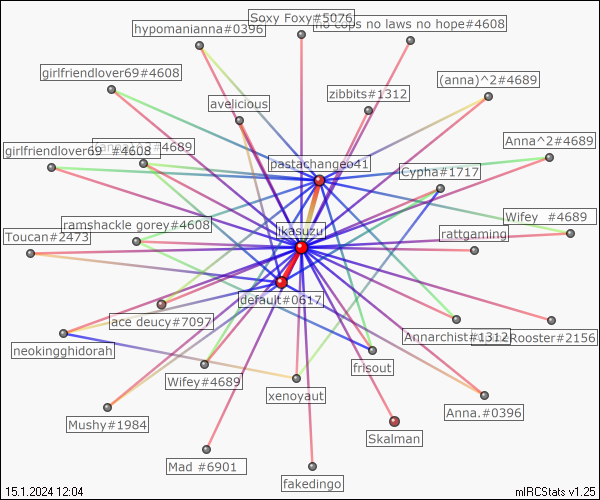 Soxy Foxy#5076
no cops no laws no hope#4608
hypomanianna#0396
girlfriendlover69#4608
(anna)^2#4689
zibbits#1312
avelicious
Anna^2#4689
girlfriendlover69 #4608
#4689
pastachangeo41
Cypha#1717
Wifey #4689
ramshackle gorey#4608
ikasuzu
rattgaming
Toucan#2473
default#0617
ace deucy#7097
Annarchist#1312
Rooster#2156
neokingghidorah
frisout
Wifey#4689
xenoyaut
Anna.#0396
Mushy#1984
Skalman
Mad #6901
fakedingo
15.1.2024 12:04
mIRCStats v1.25